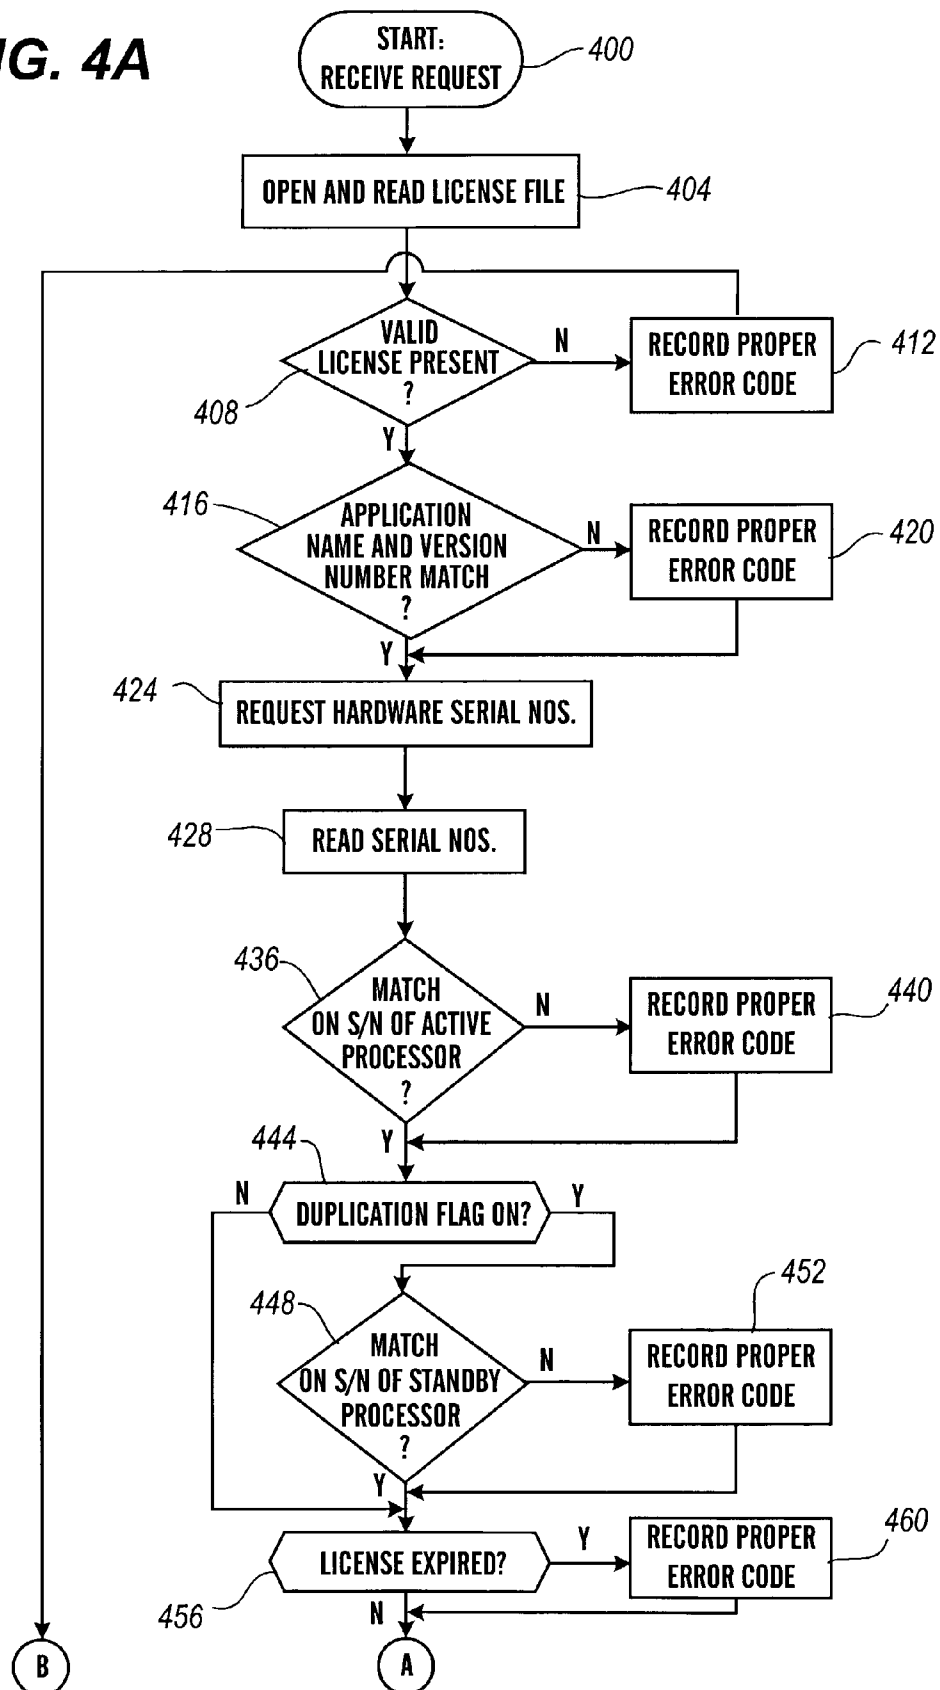 IG. 4A
START:
RECEIVE REQUEST
400
OPEN AND READ LICENSE FILE
404
VALID
LICENSE PRESENT
?
408
N
RECORD PROPER
ERROR CODE
412
Y
416
APPLICATION
NAME AND VERSION
NUMBER MATCH
?
N
RECORD PROPER
ERROR CODE
420
Y
424
REQUEST HARDWARE SERIAL NOS.
428
READ SERIAL NOS.
436
MATCH
ON S/N OF ACTIVE
PROCESSOR
?
N
RECORD PROPER
ERROR CODE
440
Y
444
N
DUPLICATION FLAG ON?
Y
448
MATCH
ON S/N OF STANDBY
PROCESSOR
?
N
452
RECORD PROPER
ERROR CODE
Y
LICENSE EXPIRED?
456
Y
RECORD PROPER
ERROR CODE
460
N
B
A